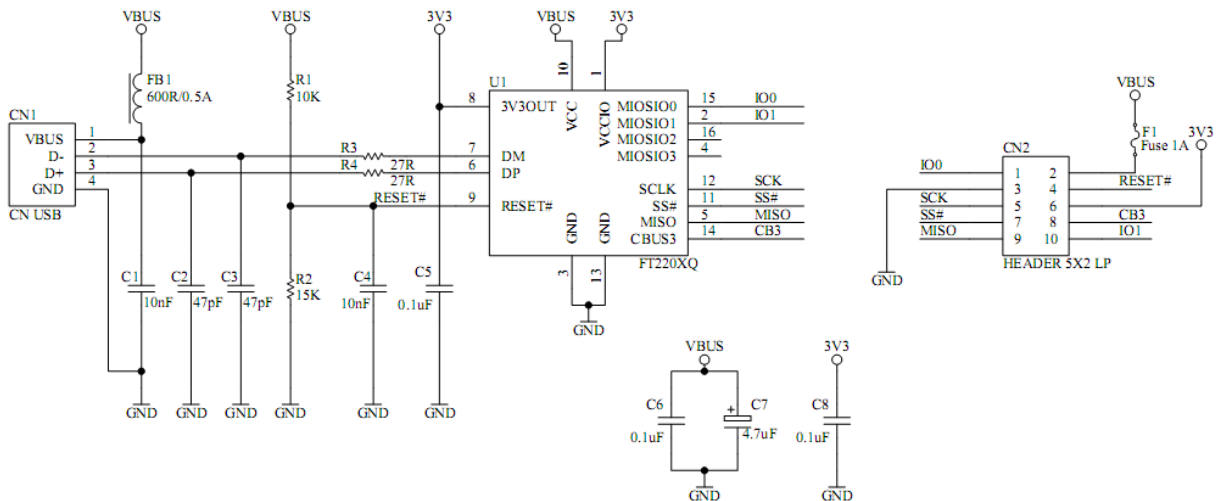 VBUS
VBUS
3V3
VBUS
3V3
FB1
600R/0.5A
R1
10K
U1
10
1
VCC
VCCIO
8
3V3OUT
MIOSIO0
15
IO0
MIOSIO1
2
IO1
MIOSIO2
16
MIOSIO3
4
CN1
VBUS
1
D-
2
D+
3
GND
4
CN USB
R3
27R
R4
27R
7
DM
6
DP
RESET#
9
RESET#
SCLK
12
SCK
SS#
11
SS#
MISO
5
MISO
CBUS3
14
CB3
GND
GND
3
13
FT220XQ
GND
C1
10nF
C2
47pF
C3
47pF
R2
15K
C4
10nF
C5
0.1uF
GND
GND
GND
GND
GND
GND
VBUS
F1
Fuse 1A
3V3
CN2
IO0
1
2
3
4
RESET#
SCK
5
6
SS#
7
8
CB3
MISO
9
10
IO1
HEADER 5X2 LP
GND
VBUS
3V3
C6
0.1uF
+
C7
4.7uF
C8
0.1uF
GND
GND